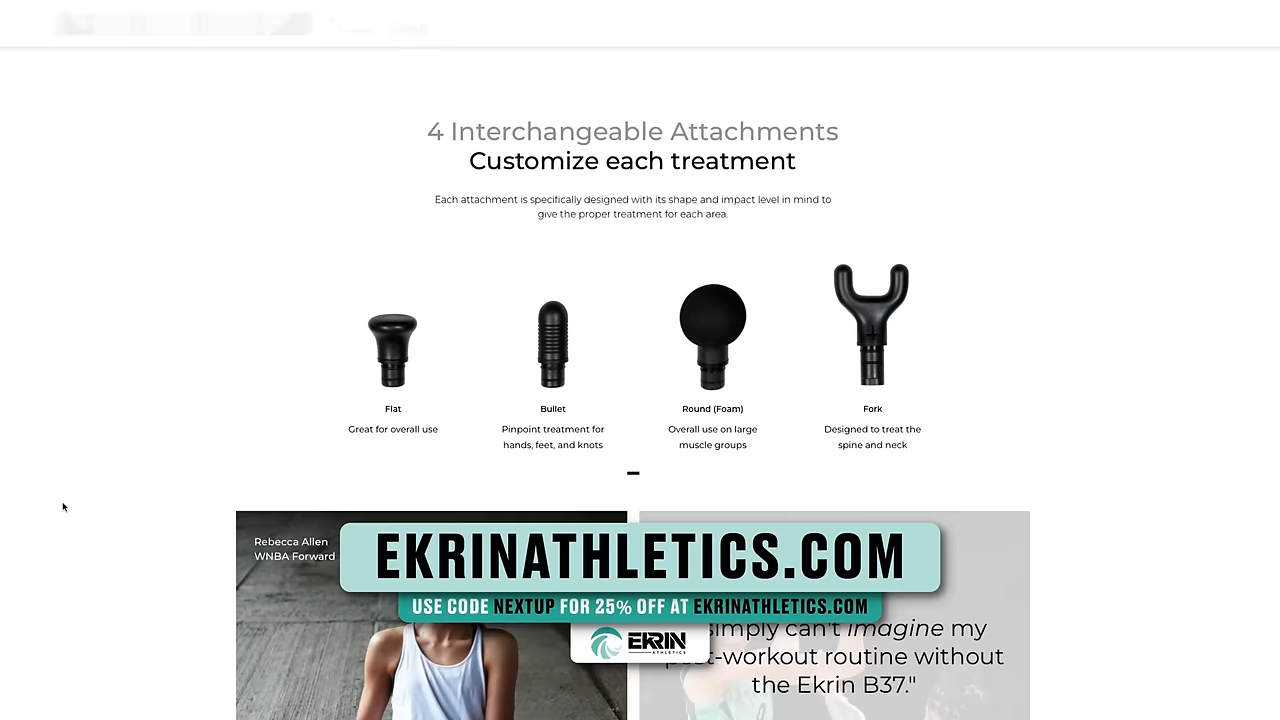 4 Interchangeable Attachments
Customize each treatment
Each attachment is specifically designed with its shape and impact level in mind to
give the proper treatment for each area.
Flat
Great for overall use
Bullet
Pinpoint treatment for
hands, feet, and knots
Round (Foam)
Overall use on large
muscle groups
Fork
Designed to treat the
spine and neck
Rebecca Allen
WNBA Forward
EKRINATHLETICS.COM
USE CODE NEXTUP FOR 25% OFF AT EKRINATHLETICS.COM
EKRIN
ATHLETICS
simply can't imagine my
post-workout routine without
the Ekrin B37."